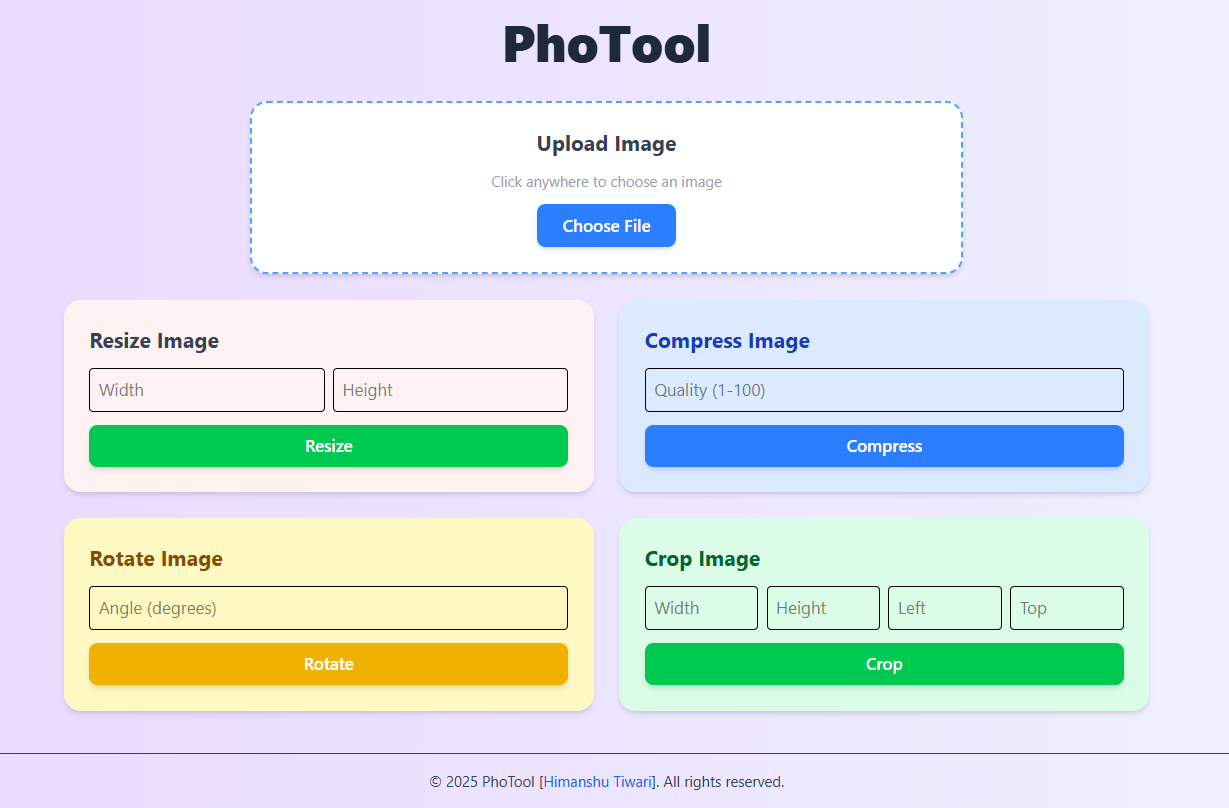 PhoTool
Upload Image
Click anywhere to choose an image
Choose File
Resize Image
Width Height
Resize
Compress Image
Quality (1-100)
Compress
Rotate Image
Angle (degrees)
Rotate
Crop Image
Width Height Left Top
Crop
© 2025 PhoTool [Himanshu Tiwari]. All rights reserved.